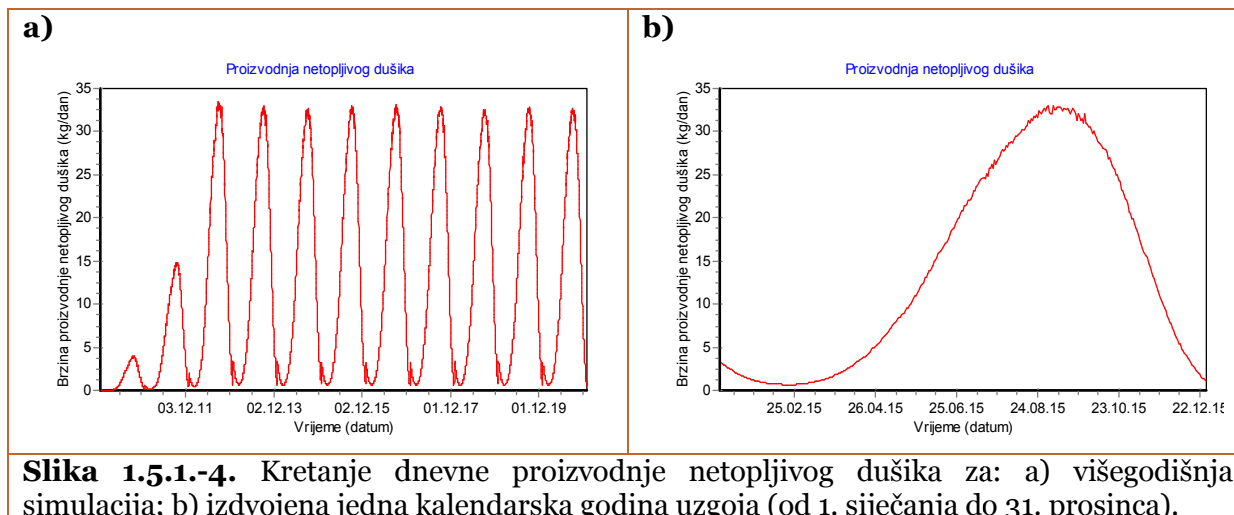 a)
Proizvodnja netopljivog dušika
Brzina proizvodnje netopljivog dušika (kg/dan)
35
30
25
20
15
10
5
0
03.12.11 02.12.13 02.12.15 01.12.17 01.12.19
Vrijeme (datum)
b)
Proizvodnja netopljivog dušika
Brzina proizvodnje netopljivog dušika (kg/dan)
35
30
25
20
15
10
5
0
25.02.15 26.04.15 25.06.15 24.08.15 23.10.15 22.12.15
Vrijeme (datum)
Slika 1.5.1.-4. Kretanje dnevne proizvodnje netopljivog dušika za: a) višegodišnja
simulacija; b) izdvojena jedna kalendarska godina uzgoja (od 1. siječanja do 31. prosinca).